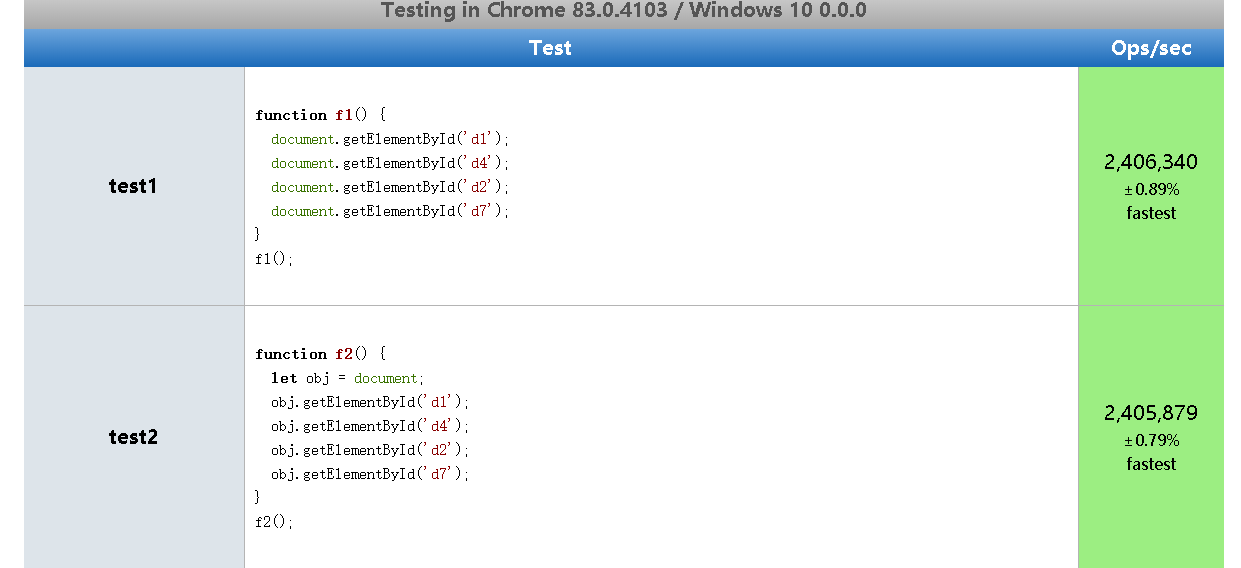 Testing in Chrome 83.0.4103 / Windows 10 0.0.0
Test Ops/sec
test1
function f1() {
document.getElementById('d1');
document.getElementById('d4');
document.getElementById('d2');
document.getElementById('d7');
}
f1();
2,406,340
±0.89%
fastest
test2
function f2() {
let obj = document;
obj.getElementById('d1');
obj.getElementById('d4');
obj.getElementById('d2');
obj.getElementById('d7');
}
f2();
2,405,879
±0.79%
fastest